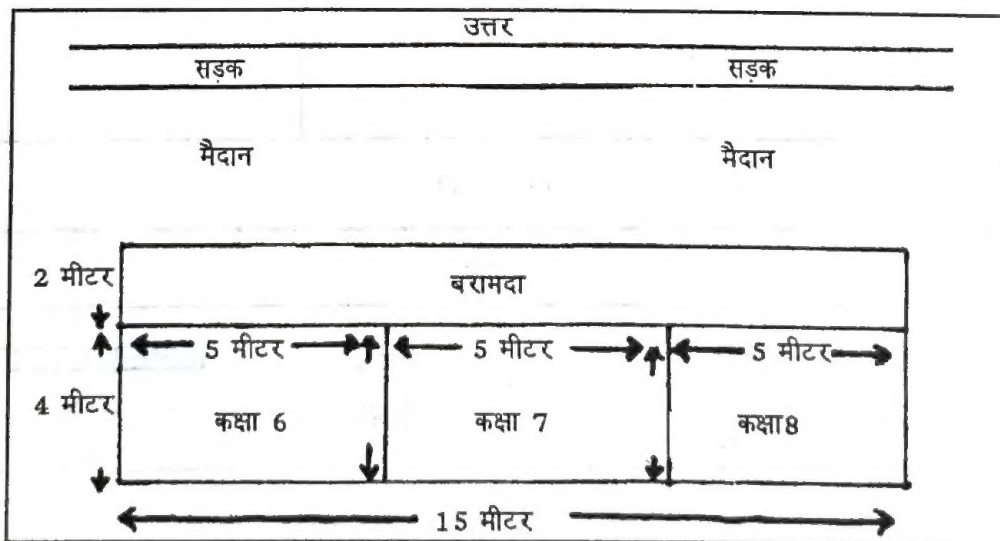 उत्तर
सड़क सड़क
मैदान मैदान
2 मीटर
बरामदा
5 मीटर 5 मीटर 5 मीटर
4 मीटर
कक्षा 6 कक्षा 7 कक्षा 8
15 मीटर